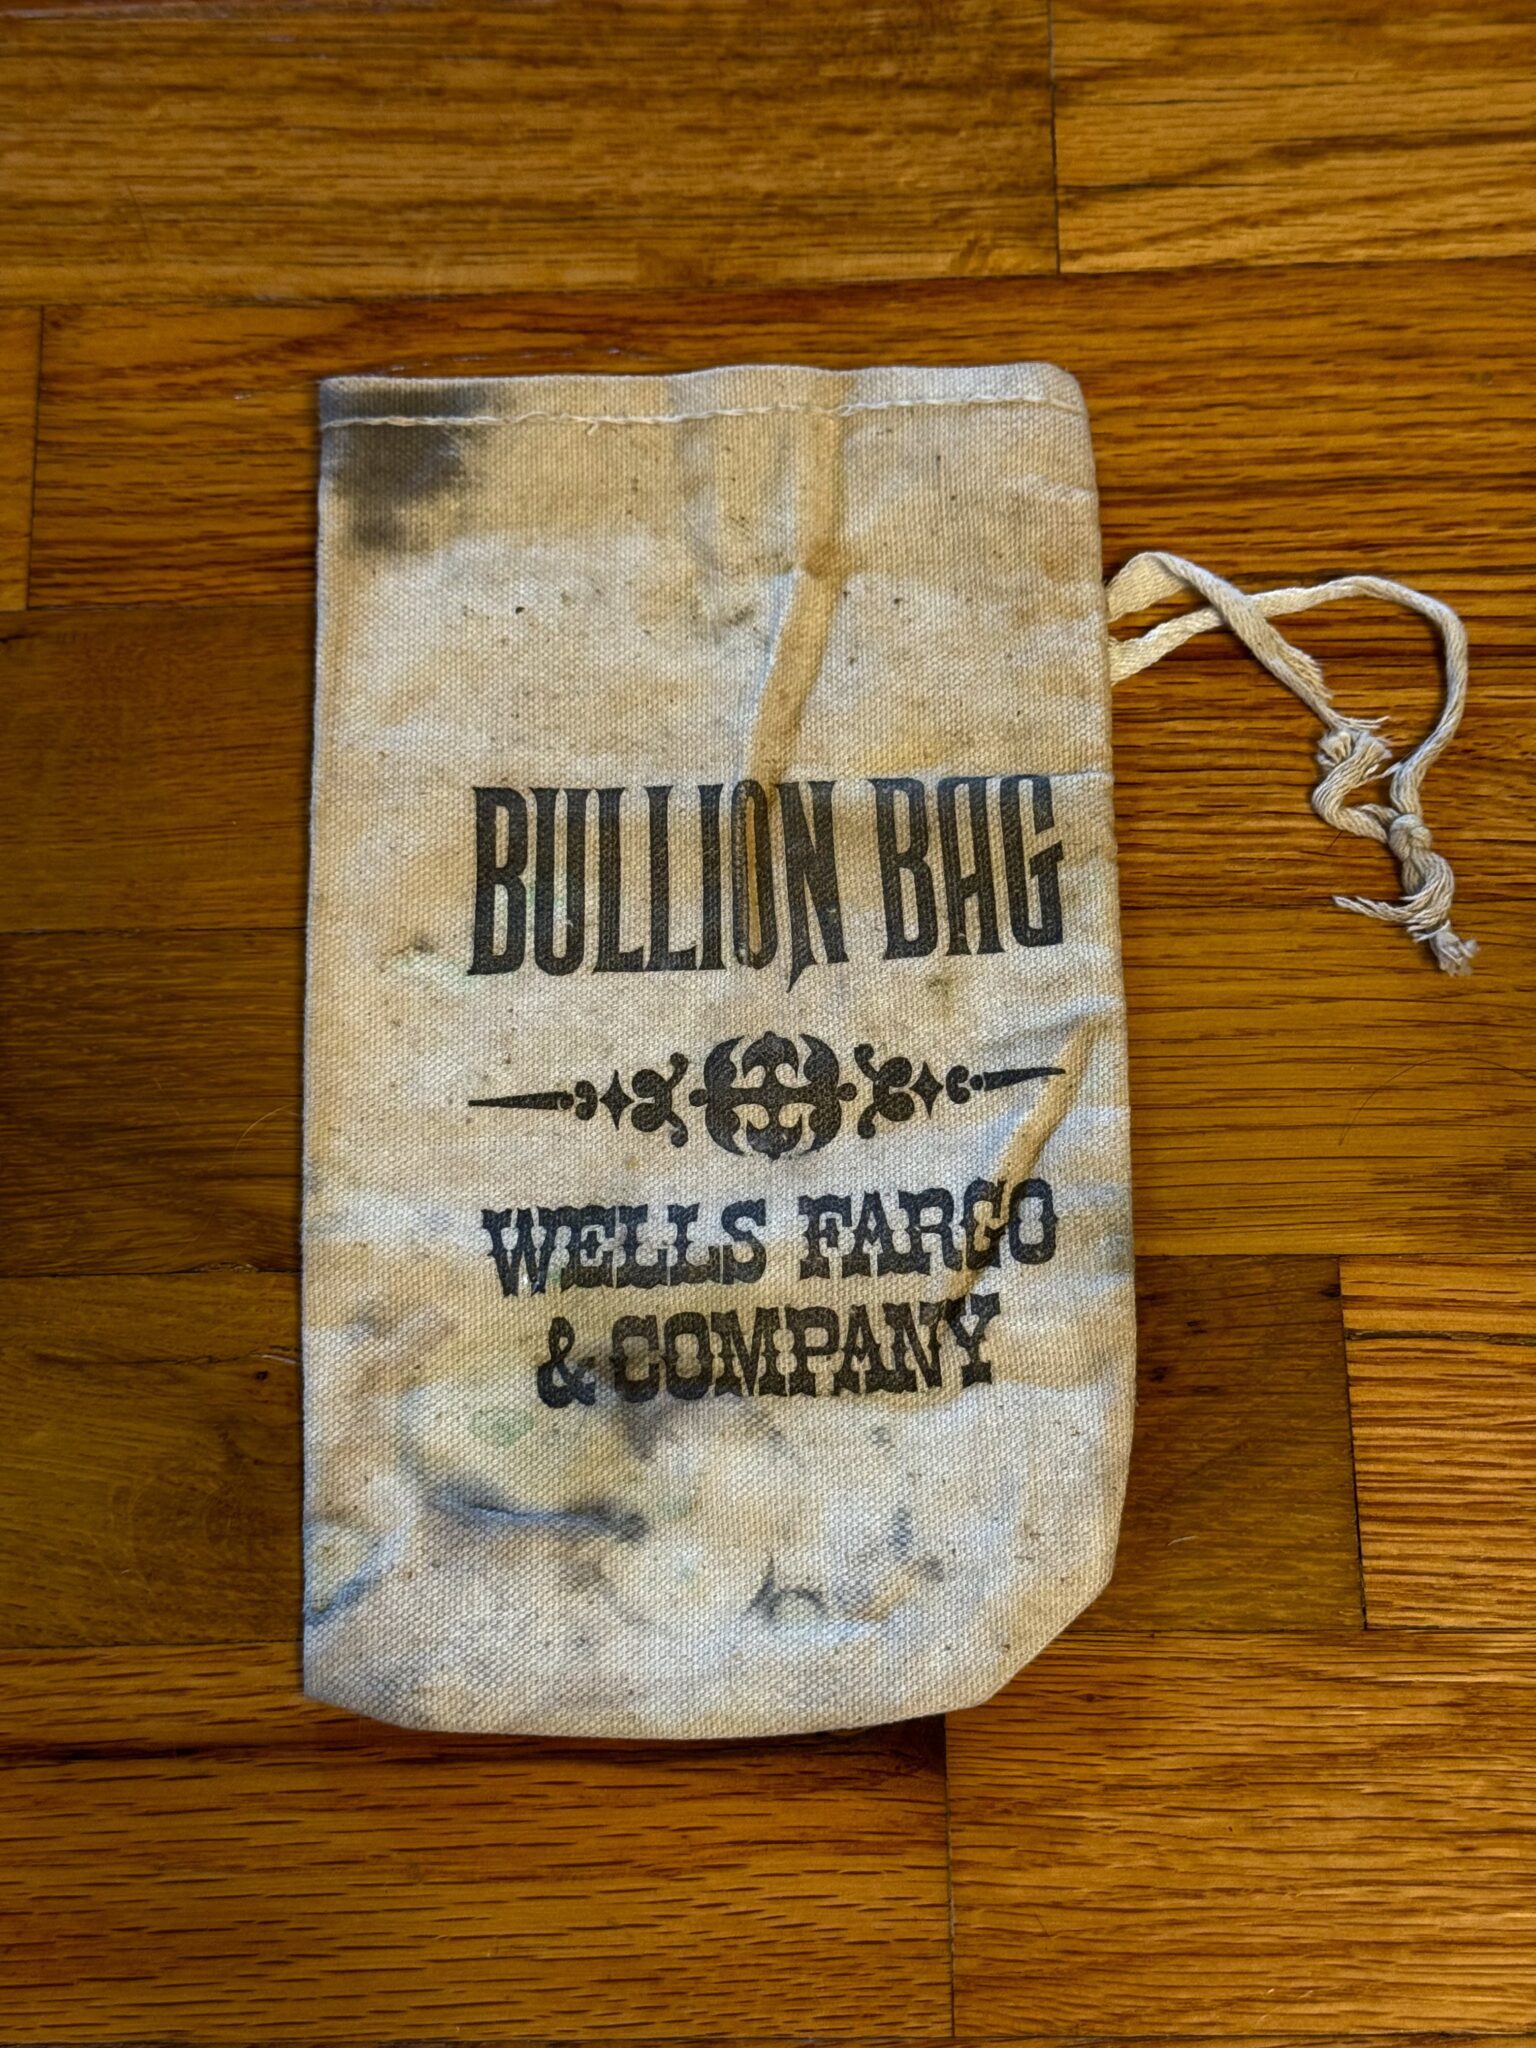 BULLION BAG
WELLS FARGO
& COMPANY